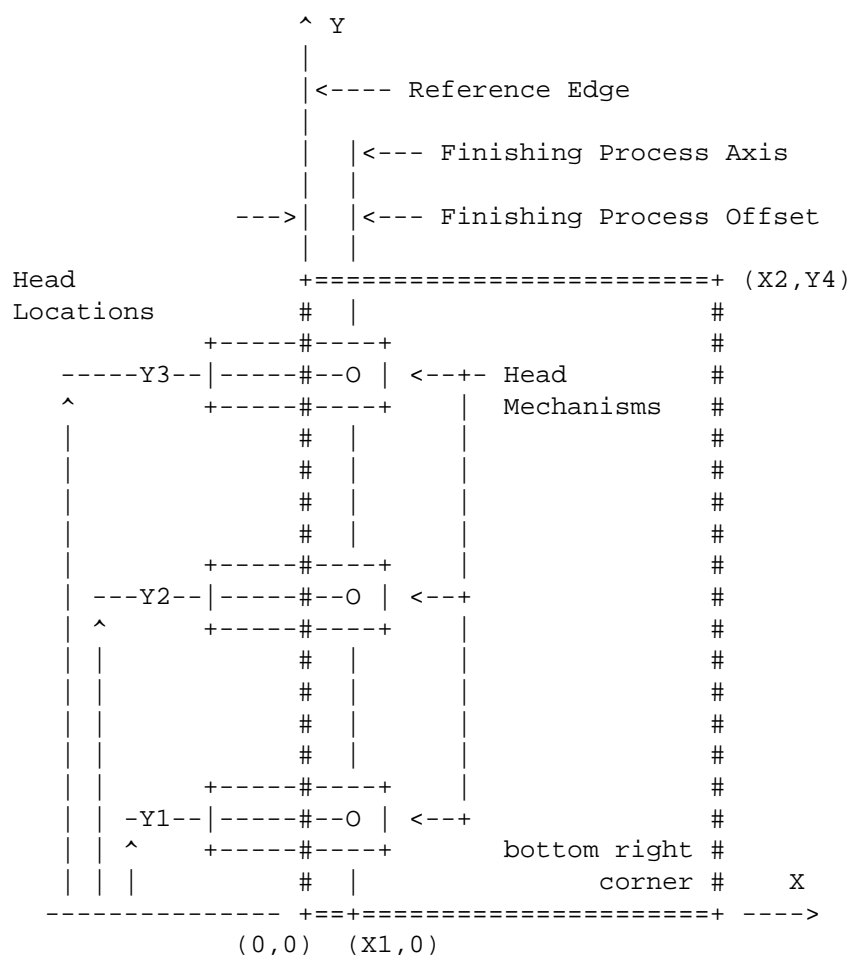 ^ Y
|
|<---- Reference Edge
|
| |<--- Finishing Process Axis
| |
--->| |<--- Finishing Process Offset
| |
Head +=========================+ (X2,Y4)
Locations # | #
+-----#----+ #
-----Y3--|-----#--O | <--+- Head #
^ +-----#----+ | Mechanisms #
| # | | #
| # | | #
| # | | #
| # | | #
| +-----#----+ | #
| ---Y2--|-----#--O | <--+ #
| ^ +-----#----+ | #
| | # | | #
| | # | | #
| | # | | #
| | # | | #
| | +-----#----+ | #
| | -Y1--|-----#--O | <--+ #
| | ^ +-----#----+ bottom right #
| | | # | corner # X
--------------- +==+======================+ ---->
(0,0) (X1,0)